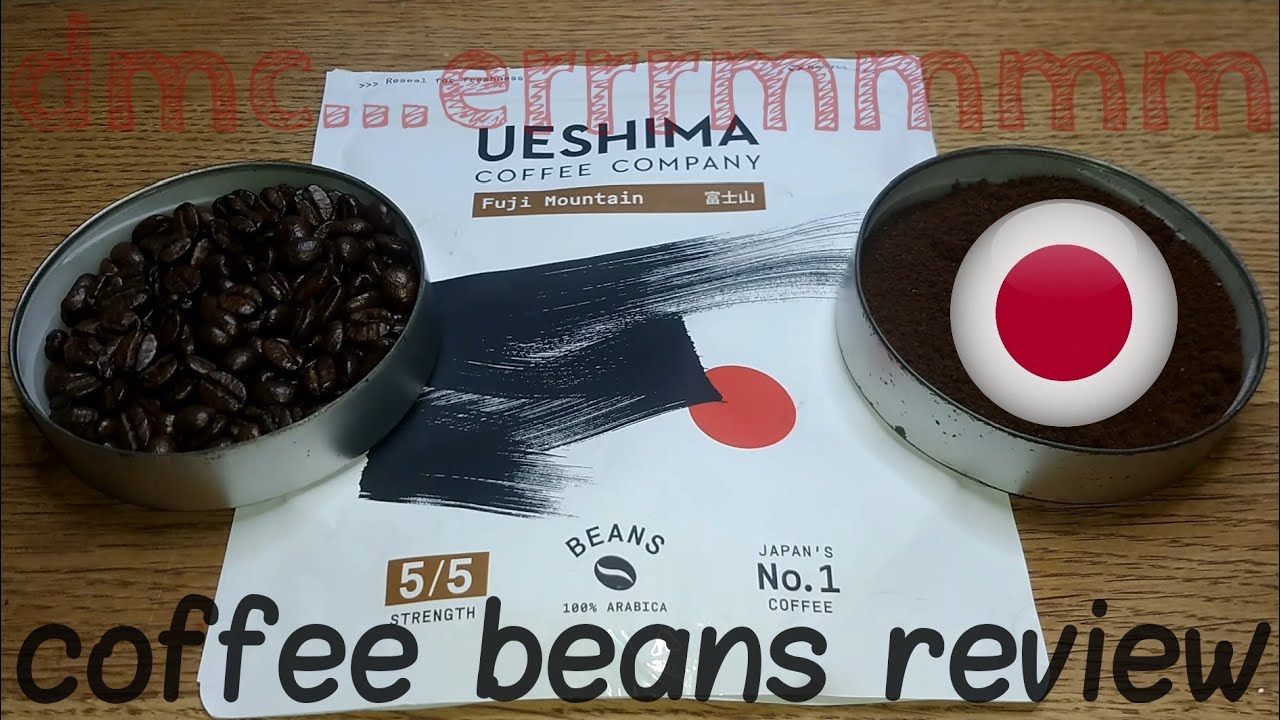 dmc...errrmmmm
>>> Reseal for freshness
UESHIMA
COFFEE COMPANY
Fuji Mountain 富士山
BEANS
5/5
STRENGTH
100% ARABICA
JAPAN'S
No.1
COFFEE
coffee beans review